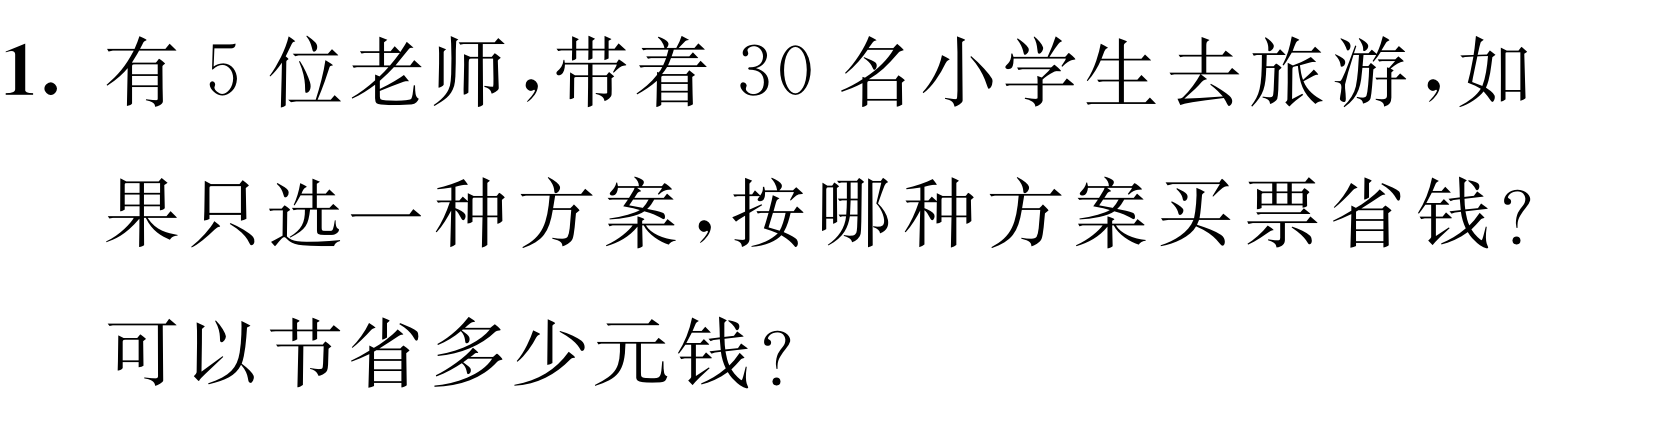 1. 有 5 位老师,带着 30 名小学生去旅游,如
果只选一种方案,按哪种方案买票省钱?
可以节省多少元钱?